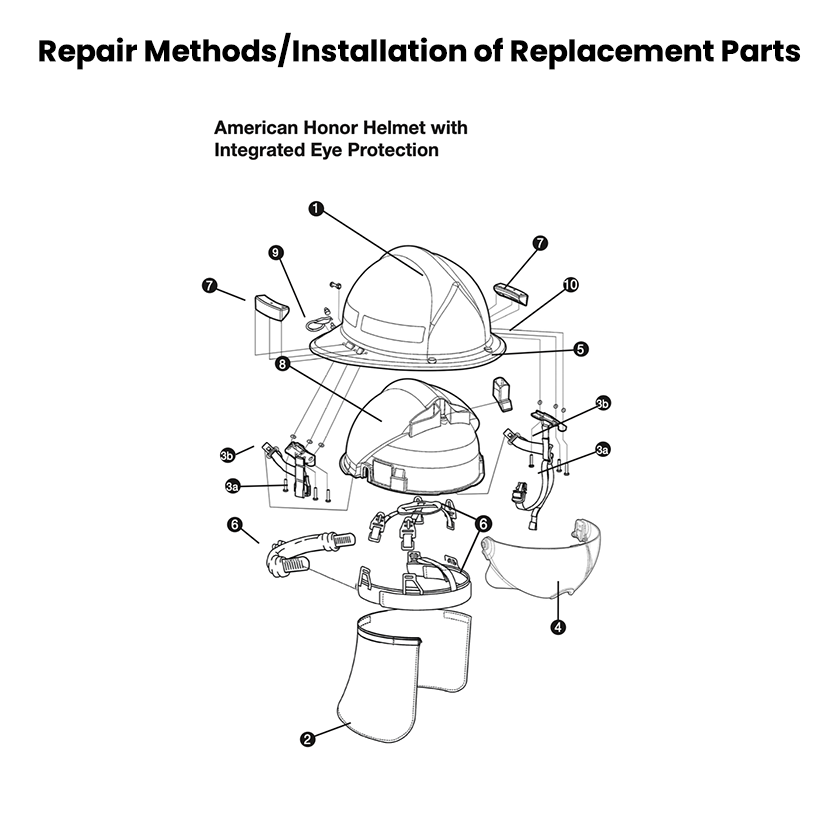 Repair Methods/Installation of Replacement Parts
American Honor Helmet with
Integrated Eye Protection
1
7
9
7
10
5
8
3b
3b
3a
3a
6
6
4
2